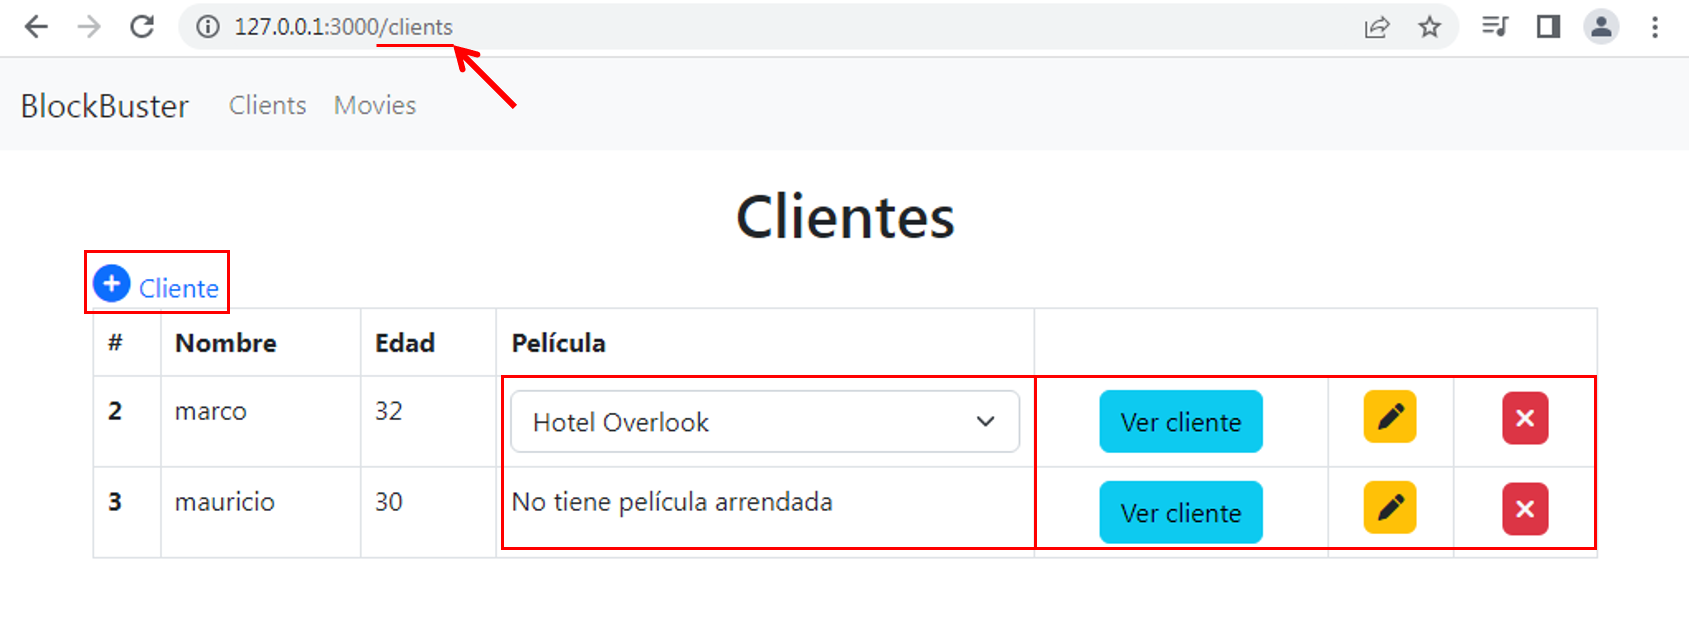 127.0.0.1:3000/clients
BlockBuster Clients Movies
Clientes
Cliente
# Nombre Edad Película
2 marco 32 Hotel Overlook Ver cliente
3 mauricio 30 No tiene película arrendada Ver cliente